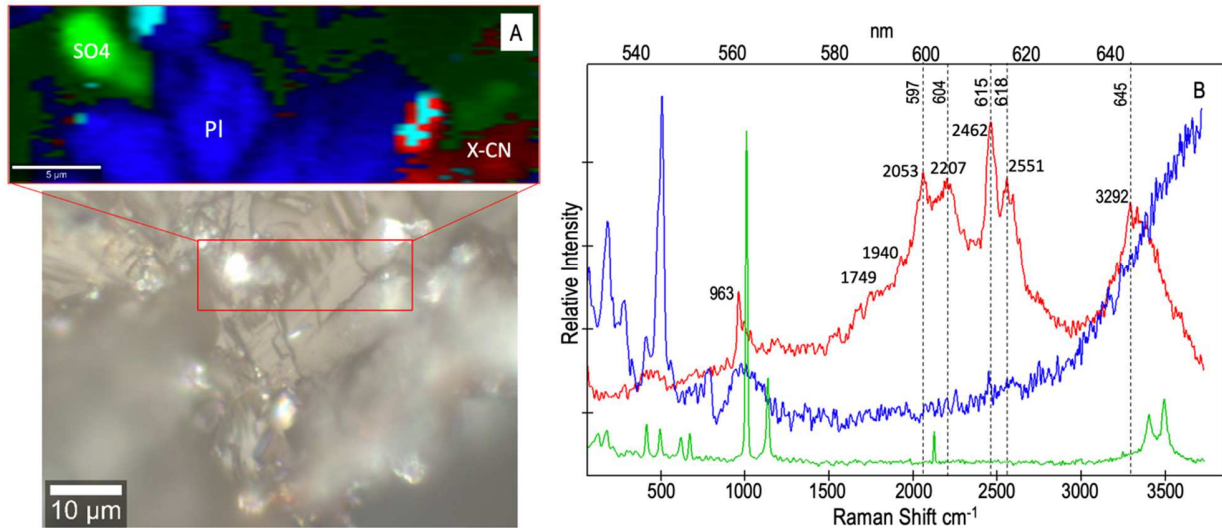 A
SO4
Pl
X-CN
5 µm
10 µm
nm
540 560 580 600 620 640
597 604 615 618 645
B
2462
2053 2207 2551
3292
1940
1749
963
Relative Intensity
500 1000 1500 2000 2500 3000 3500
Raman Shift cm-1